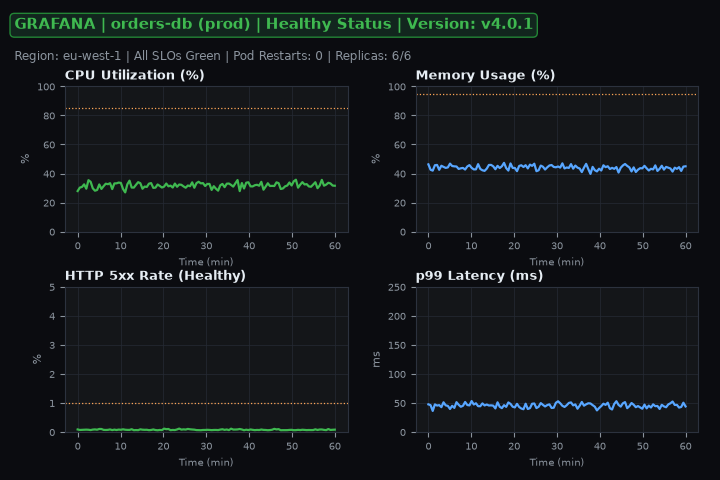 GRAFANA | orders-db (prod) | Healthy Status | Version: v4.0.1
Region: eu-west-1 | All SLOs Green | Pod Restarts: 0 | Replicas: 6/6
CPU Utilization (%)
100
80
60
40
20
0
%
0 10 20 30 40 50 60
Time (min)
Memory Usage (%)
100
80
60
40
20
0
%
0 10 20 30 40 50 60
Time (min)
HTTP 5xx Rate (Healthy)
5
4
3
2
1
0
%
0 10 20 30 40 50 60
Time (min)
p99 Latency (ms)
250
200
150
100
50
0
ms
0 10 20 30 40 50 60
Time (min)